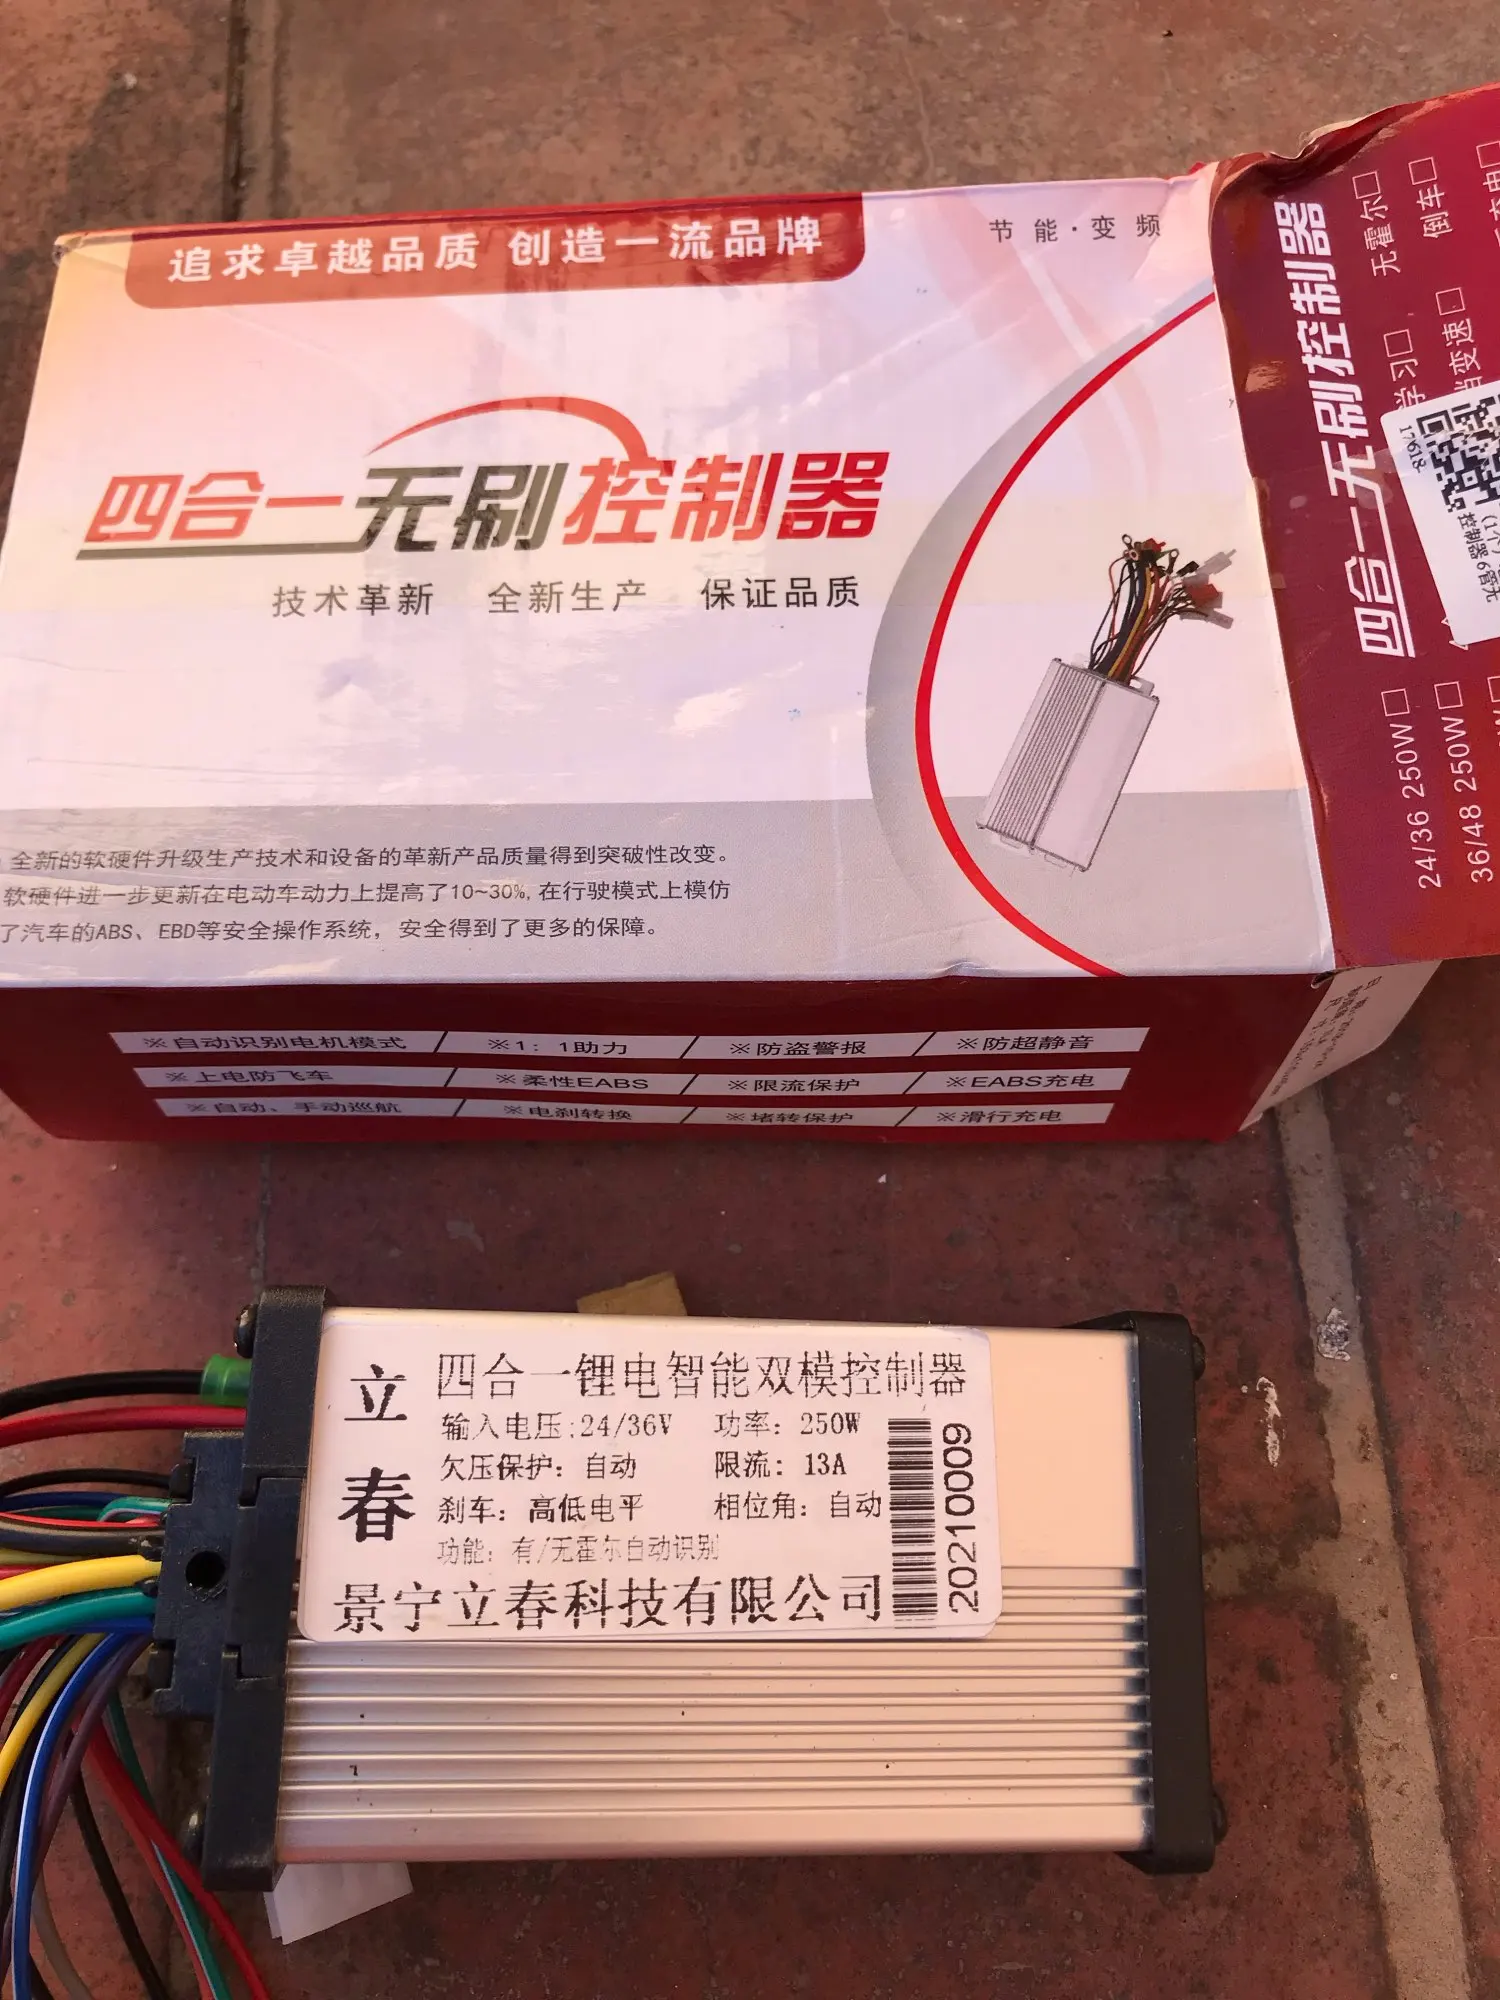 追求卓越品质 创造一流品牌
节能·变频
四合一无刷控制器
技术革新 全新生产 保证品质
全新的软硬件升级生产技术和设备的革新产品质量得到突破性改变。
软硬件进一步更新在电动车动力上提高了10~30%,在行驶模式上模仿
了汽车的ABS、EBD等安全操作系统，安全得到了更多的保障。
※自动识别电机模式 ※1：1助力 ※防盗警报 ※防超静音
※上电防飞车 ※柔性EABS ※限流保护 ※EABS充电
※自动、手动巡航 ※电刹转换 ※堵转保护 ※滑行充电
四合一无刷控制器
无霍尔□
倒车□
学习□
变速□
24/36 250W□
36/48 250W□
17618-
立春
四合一锂电智能双模控制器
输入电压:24/36V 功率：250W
欠压保护：自动 限流：13A
刹车：高低电平 相位角：自动
功能：有/无霍尔自动识别
景宁立春科技有限公司
20210009